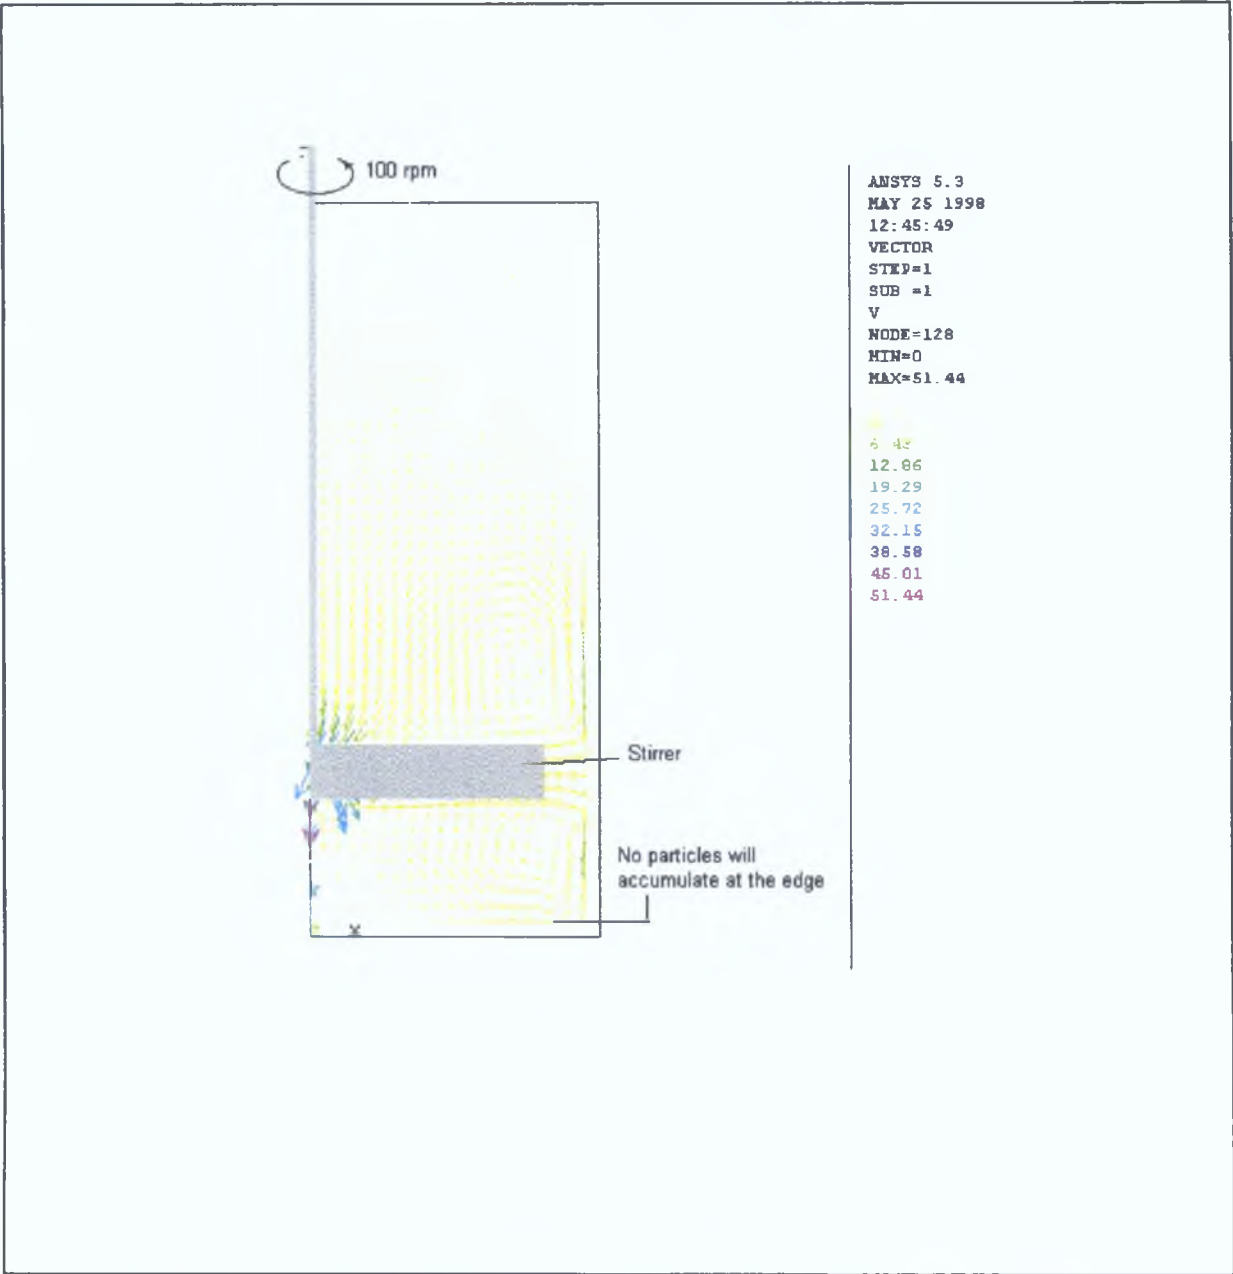 100 rpm
ANSYS 5.3
MAY 25 1998
12:45:49
VECTOR
STEP=1
SUB =1
V
NODE=128
MIN=0
MAX=51.44
6.43
12.86
19.29
25.72
32.15
38.58
45.01
51.44
Stirrer
No particles will
accumulate at the edge
X